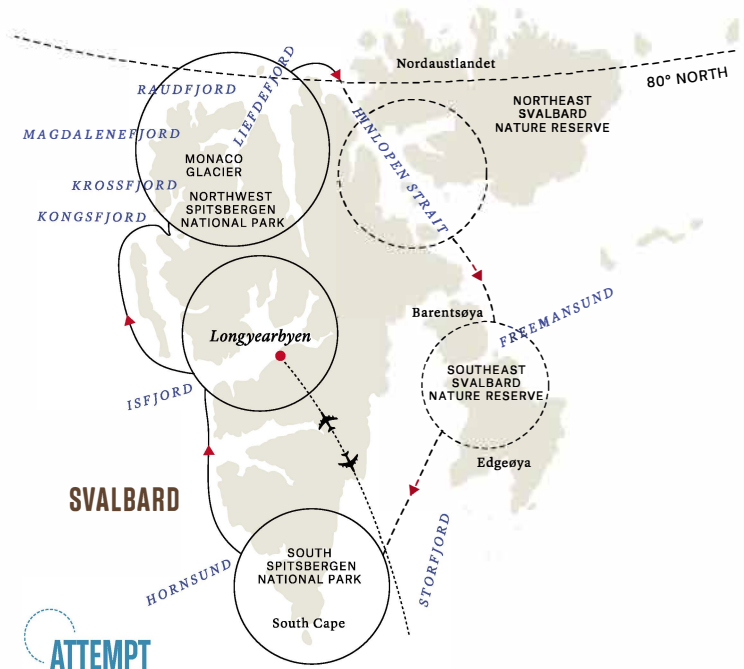 Nordaustlandet
80° NORTH
RAUDFJORD
LIEFDEFJORD
NORTHEAST
SVALBARD
NATURE RESERVE
MAGDALENEFJORD
HINLOPEN STRAIT
MONACO
GLACIER
KROSSFJORD
NORTHWEST
SPITSBERGEN
NATIONAL PARK
KONGSFJORD
Barentsøya
FREEMANSUND
Longyearbyen
SOUTHEAST
SVALBARD
NATURE RESERVE
ISFJORD
Edgeøya
SVALBARD
STORFJORD
HORNSUND
SOUTH
SPITSBERGEN
NATIONAL PARK
South Cape
ATTEMPT